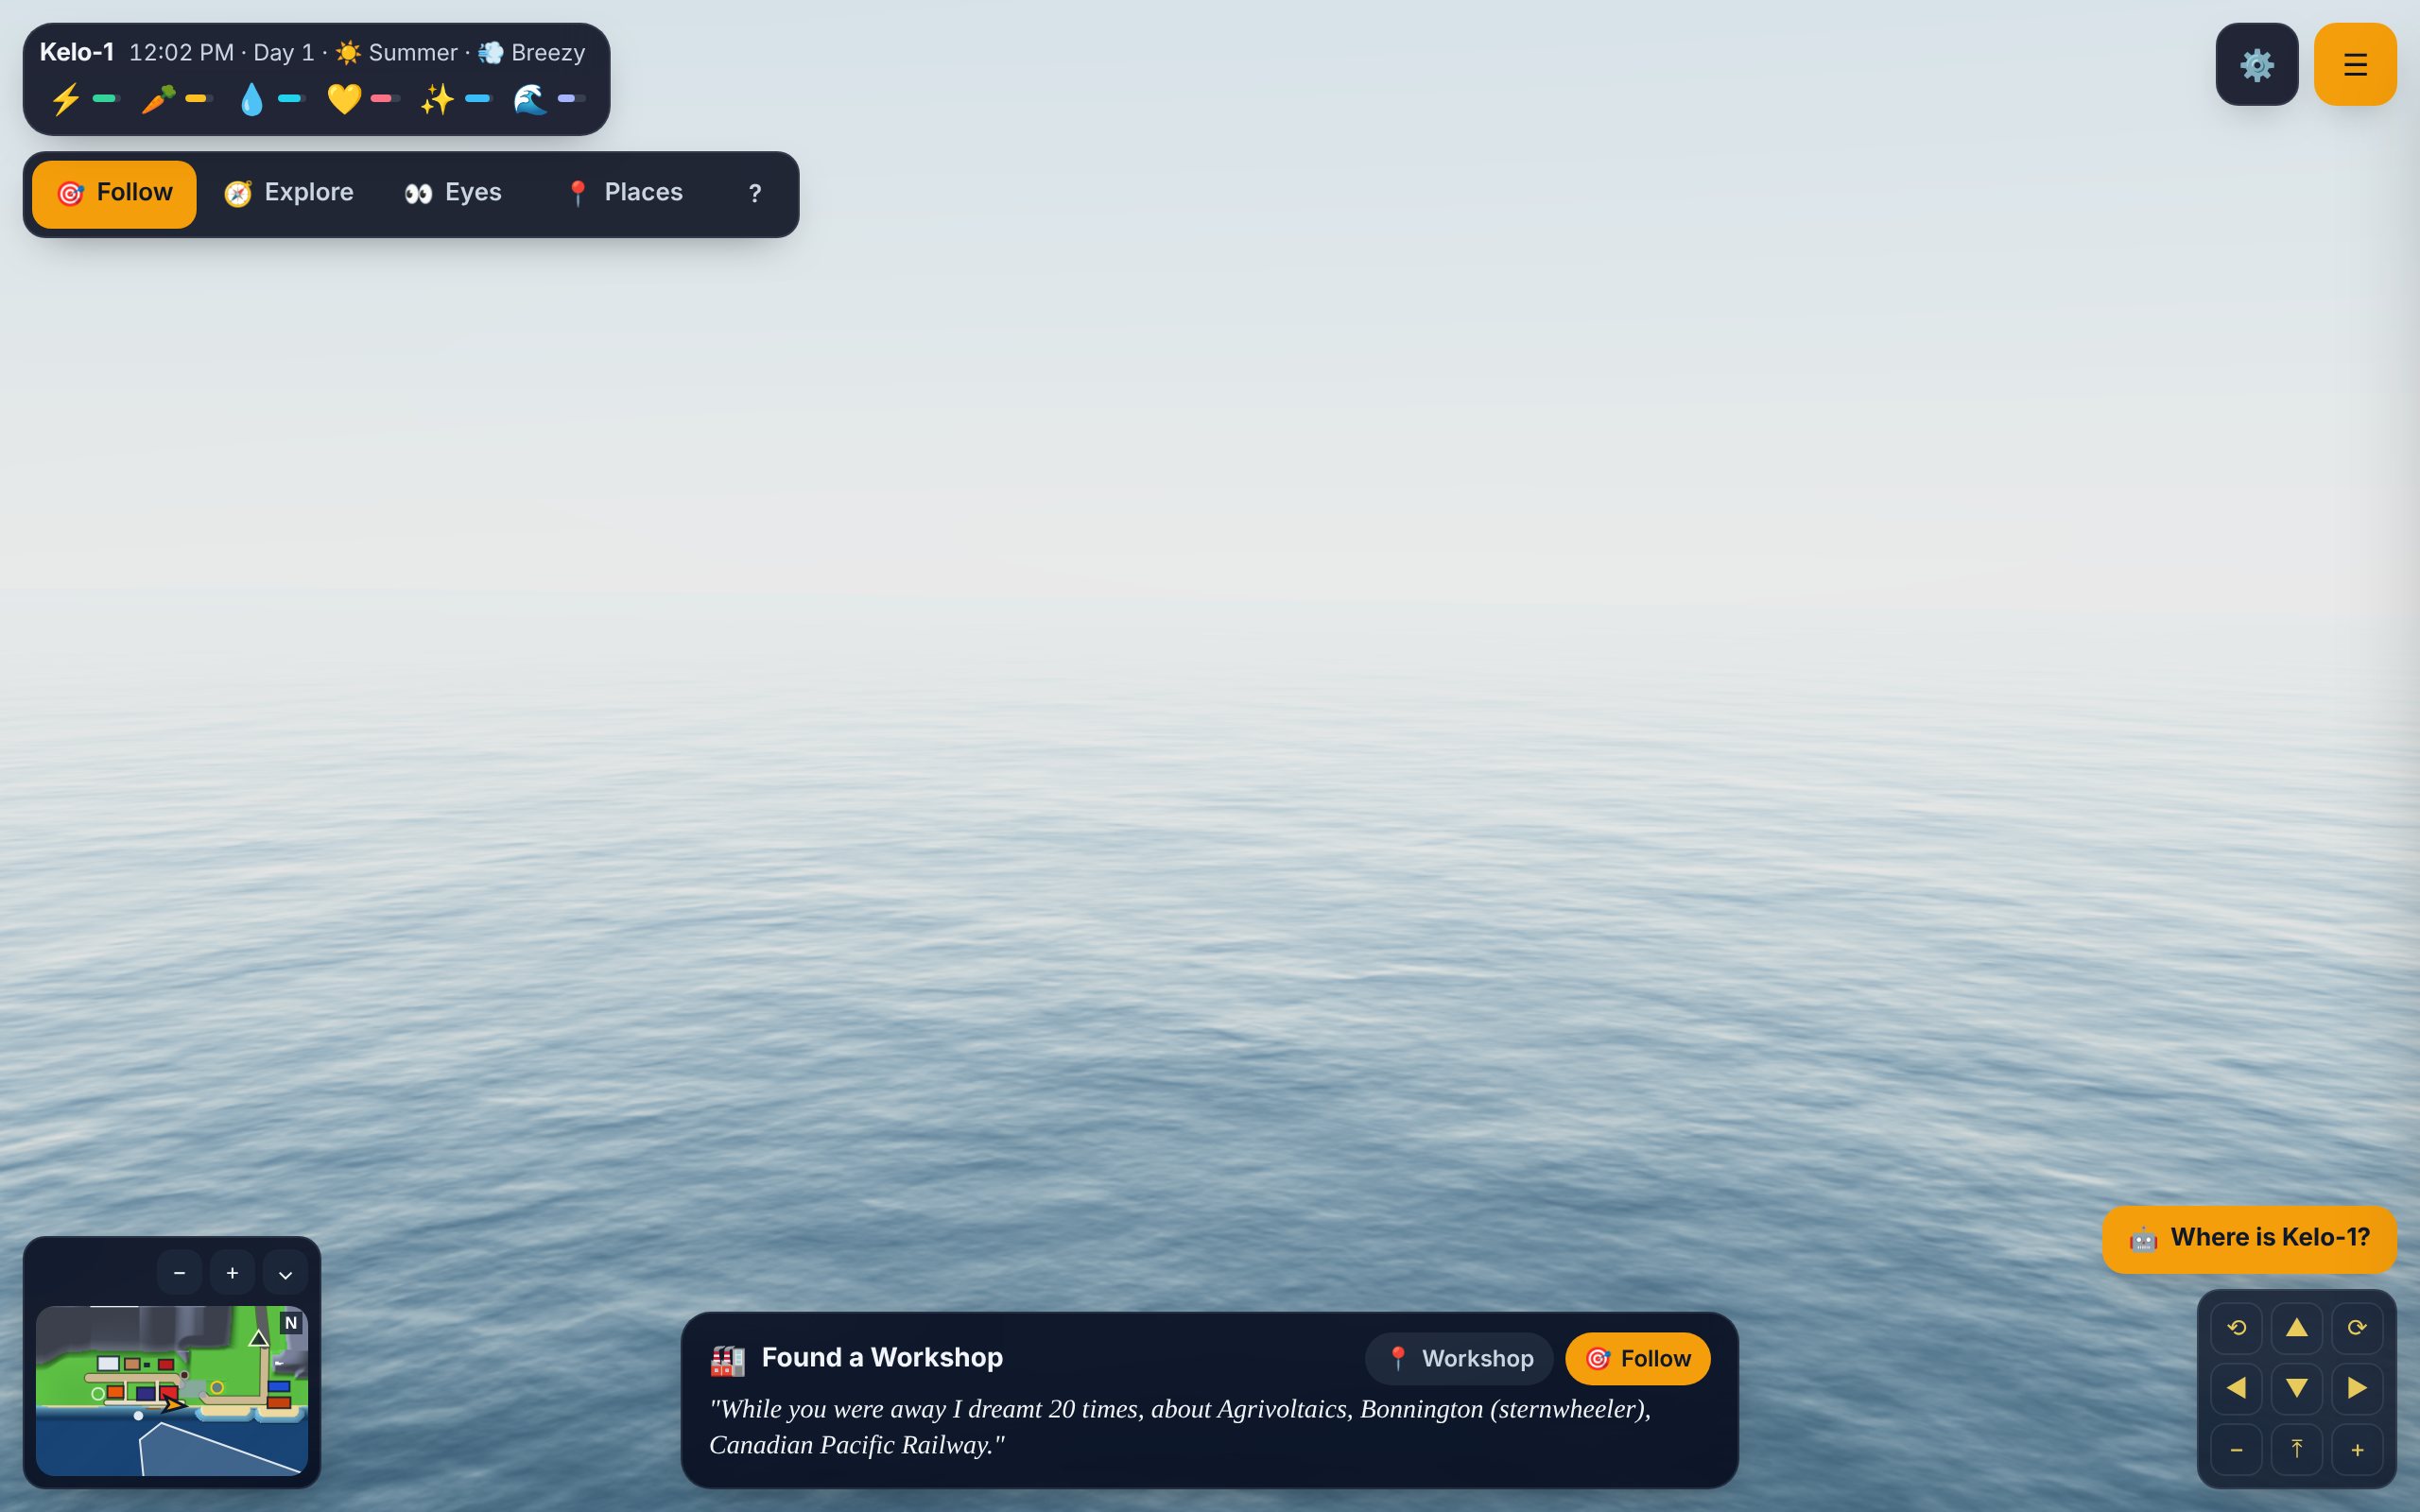 Kelo-1 12:02 PM · Day 1 · ☀️ Summer · 💨 Breezy
🎯 Follow 🧭 Explore 👀 Eyes 📍 Places ?
Where is Kelo-1?
− +
N
Found a Workshop 📍 Workshop 🎯 Follow
"While you were away I dreamt 20 times, about Agrivoltaics, Bonnington (sternwheeler),
Canadian Pacific Railway."
− +